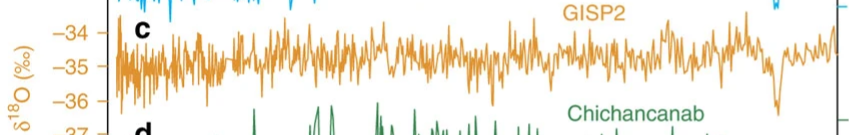 GISP2
c
−34
−35
−36
δ18O (‰)
Chichancanab
d
−37